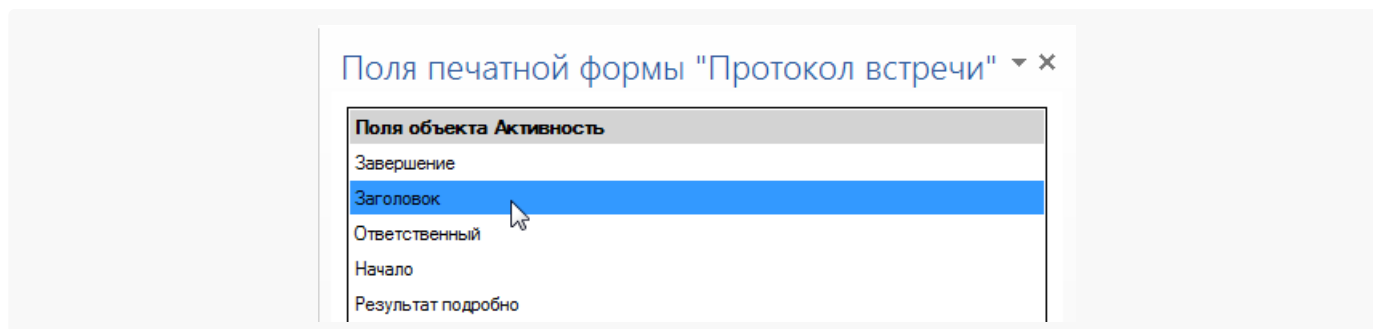 Поля печатной формы "Протокол встречи"
Поля объекта Активность
Завершение
Заголовок
Ответственный
Начало
Результат подробно